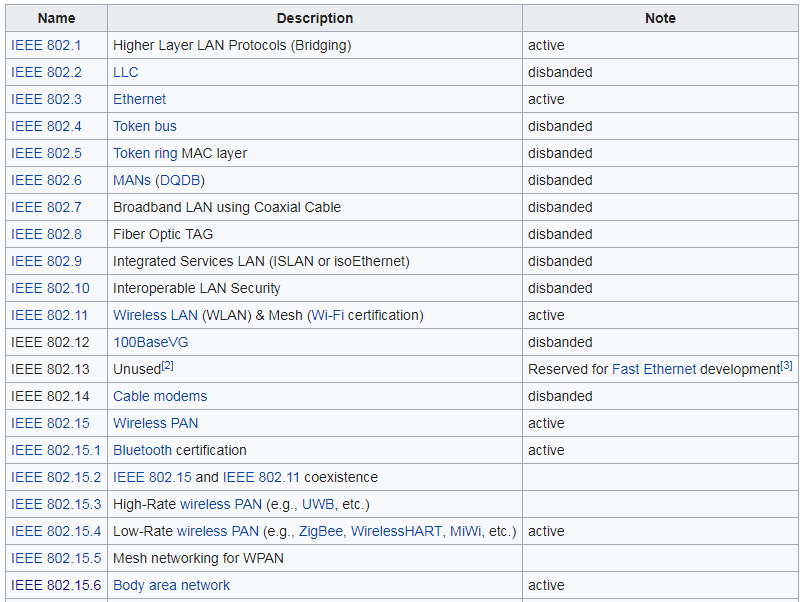 Name Description Note
IEEE 802.1 Higher Layer LAN Protocols (Bridging) active
IEEE 802.2 LLC disbanded
IEEE 802.3 Ethernet active
IEEE 802.4 Token bus disbanded
IEEE 802.5 Token ring MAC layer disbanded
IEEE 802.6 MANs (DQDB) disbanded
IEEE 802.7 Broadband LAN using Coaxial Cable disbanded
IEEE 802.8 Fiber Optic TAG disbanded
IEEE 802.9 Integrated Services LAN (ISLAN or isoEthernet) disbanded
IEEE 802.10 Interoperable LAN Security disbanded
IEEE 802.11 Wireless LAN (WLAN) & Mesh (Wi-Fi certification) active
IEEE 802.12 100BaseVG disbanded
IEEE 802.13 Unused[2] Reserved for Fast Ethernet development[3]
IEEE 802.14 Cable modems disbanded
IEEE 802.15 Wireless PAN active
IEEE 802.15.1 Bluetooth certification active
IEEE 802.15.2 IEEE 802.15 and IEEE 802.11 coexistence
IEEE 802.15.3 High-Rate wireless PAN (e.g., UWB, etc.)
IEEE 802.15.4 Low-Rate wireless PAN (e.g., ZigBee, WirelessHART, MiWi, etc.) active
IEEE 802.15.5 Mesh networking for WPAN
IEEE 802.15.6 Body area network active